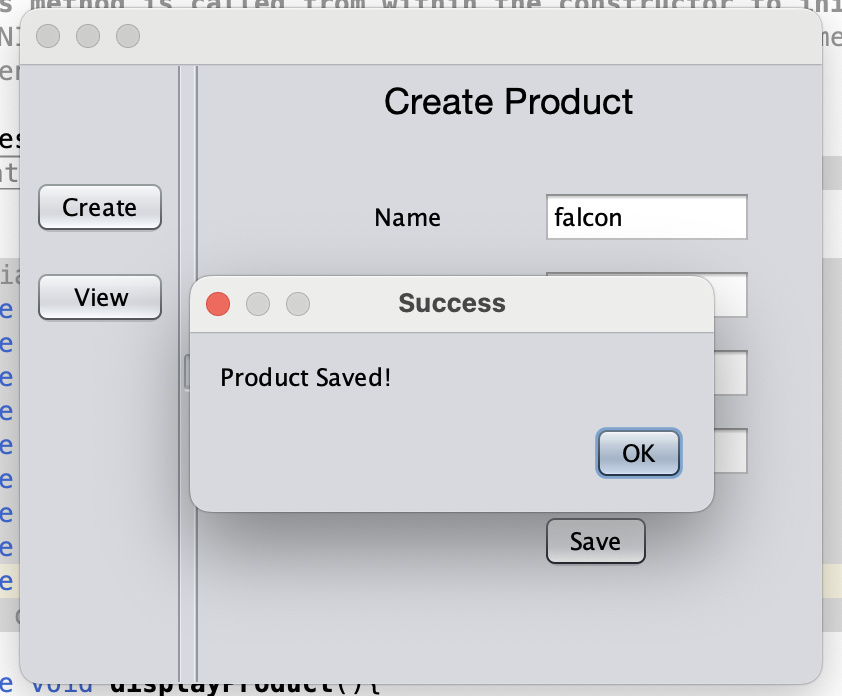 s method is called from within the constructor to ini
Create Product
Create
Name
falcon
View
Success
Product Saved!
OK
Save
e void displayProduct(){